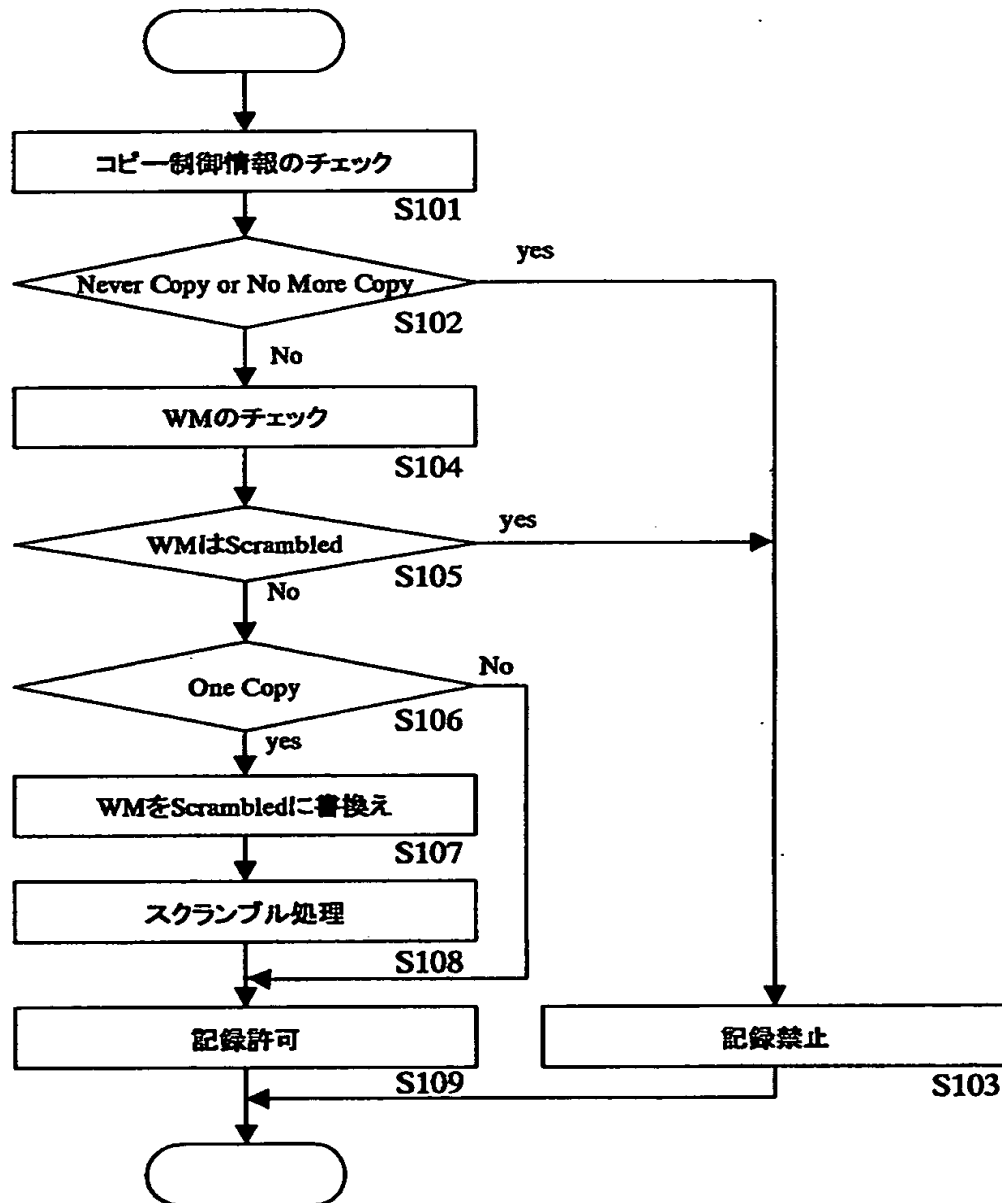 コピー制御情報のチェック
S101
yes
Never Copy or No More Copy
S102
No
WMのチェック
S104
yes
WMはScrambled
S105
No
No
One Copy
S106
yes
WMをScrambledに書換え
S107
スクランブル処理
S108
記録許可
S109
記録禁止
S103